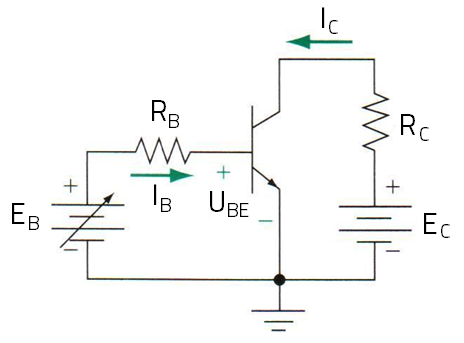 I_C
R_B
R_C
+
I_B
+
U_BE
−
+
E_B
−
+
E_C
−